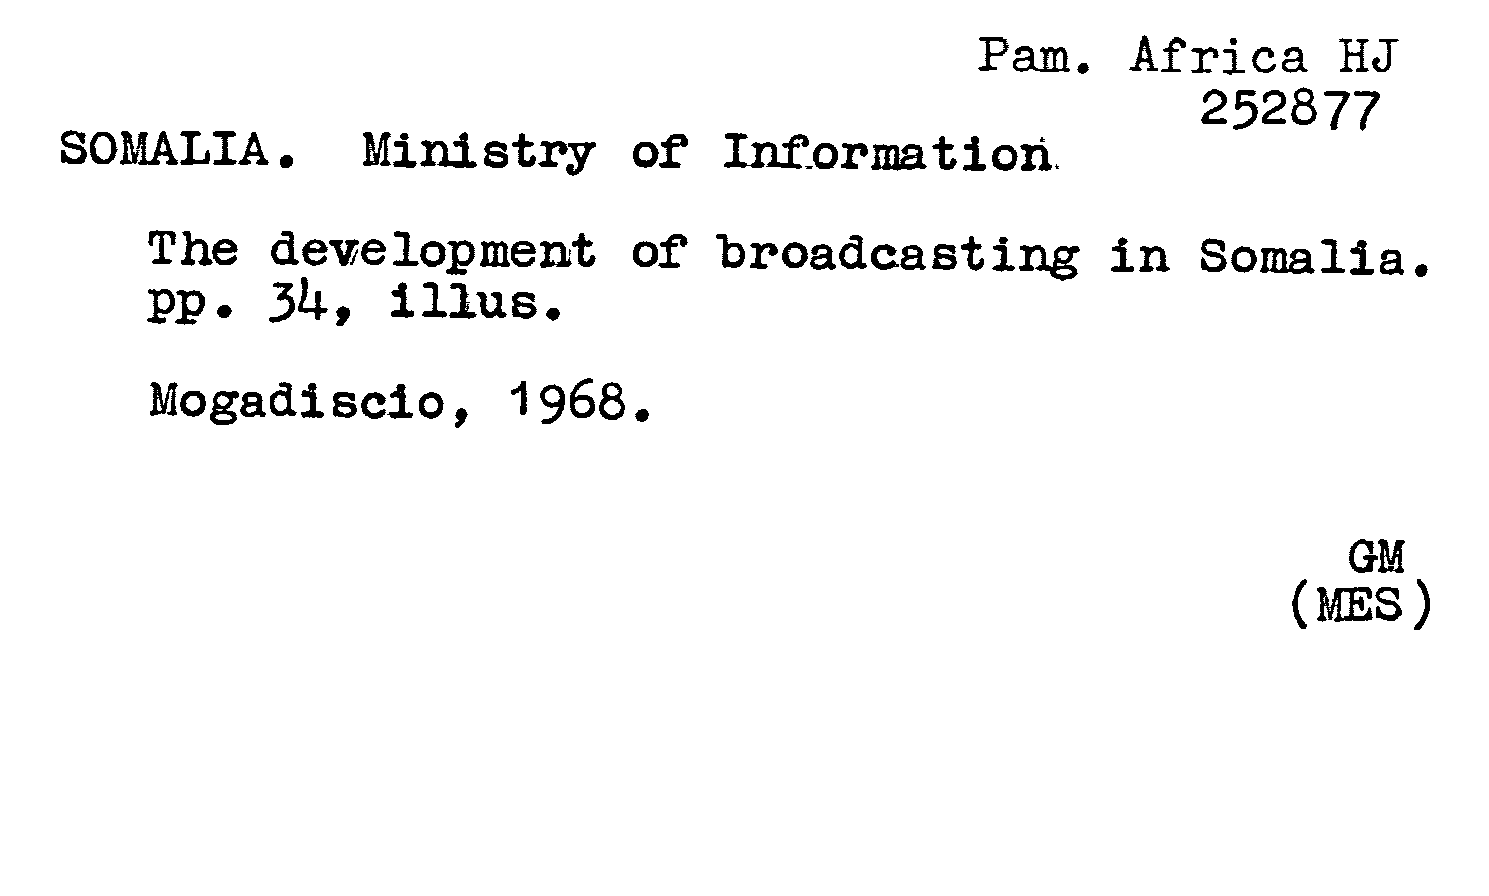 Pam. Africa HJ
252877
SOMALIA. Ministry of Information
The development of broadcasting in Somalia.
pp. 34, illus.
Mogadiscio, 1968.
GM
(MES)